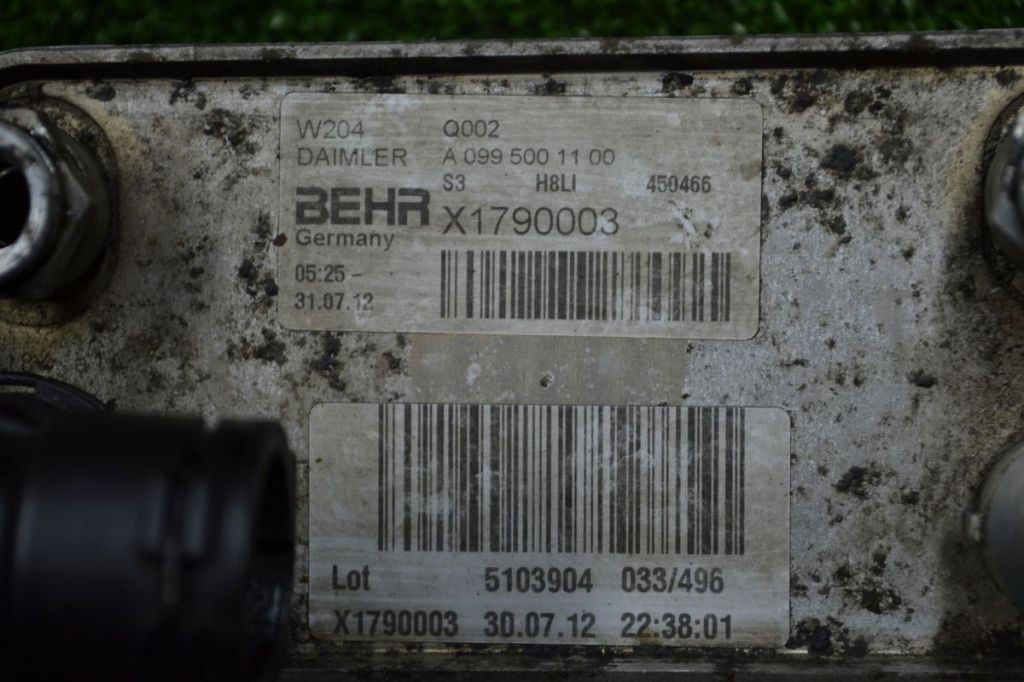 W204 Q002
DAIMLER A 099 500 11 00
S3 H8LI 450466
BEHR X1790003
Germany
05:25 -
31.07.12
Lot 5103904 033/496
X1790003 30.07.12 22:38:01